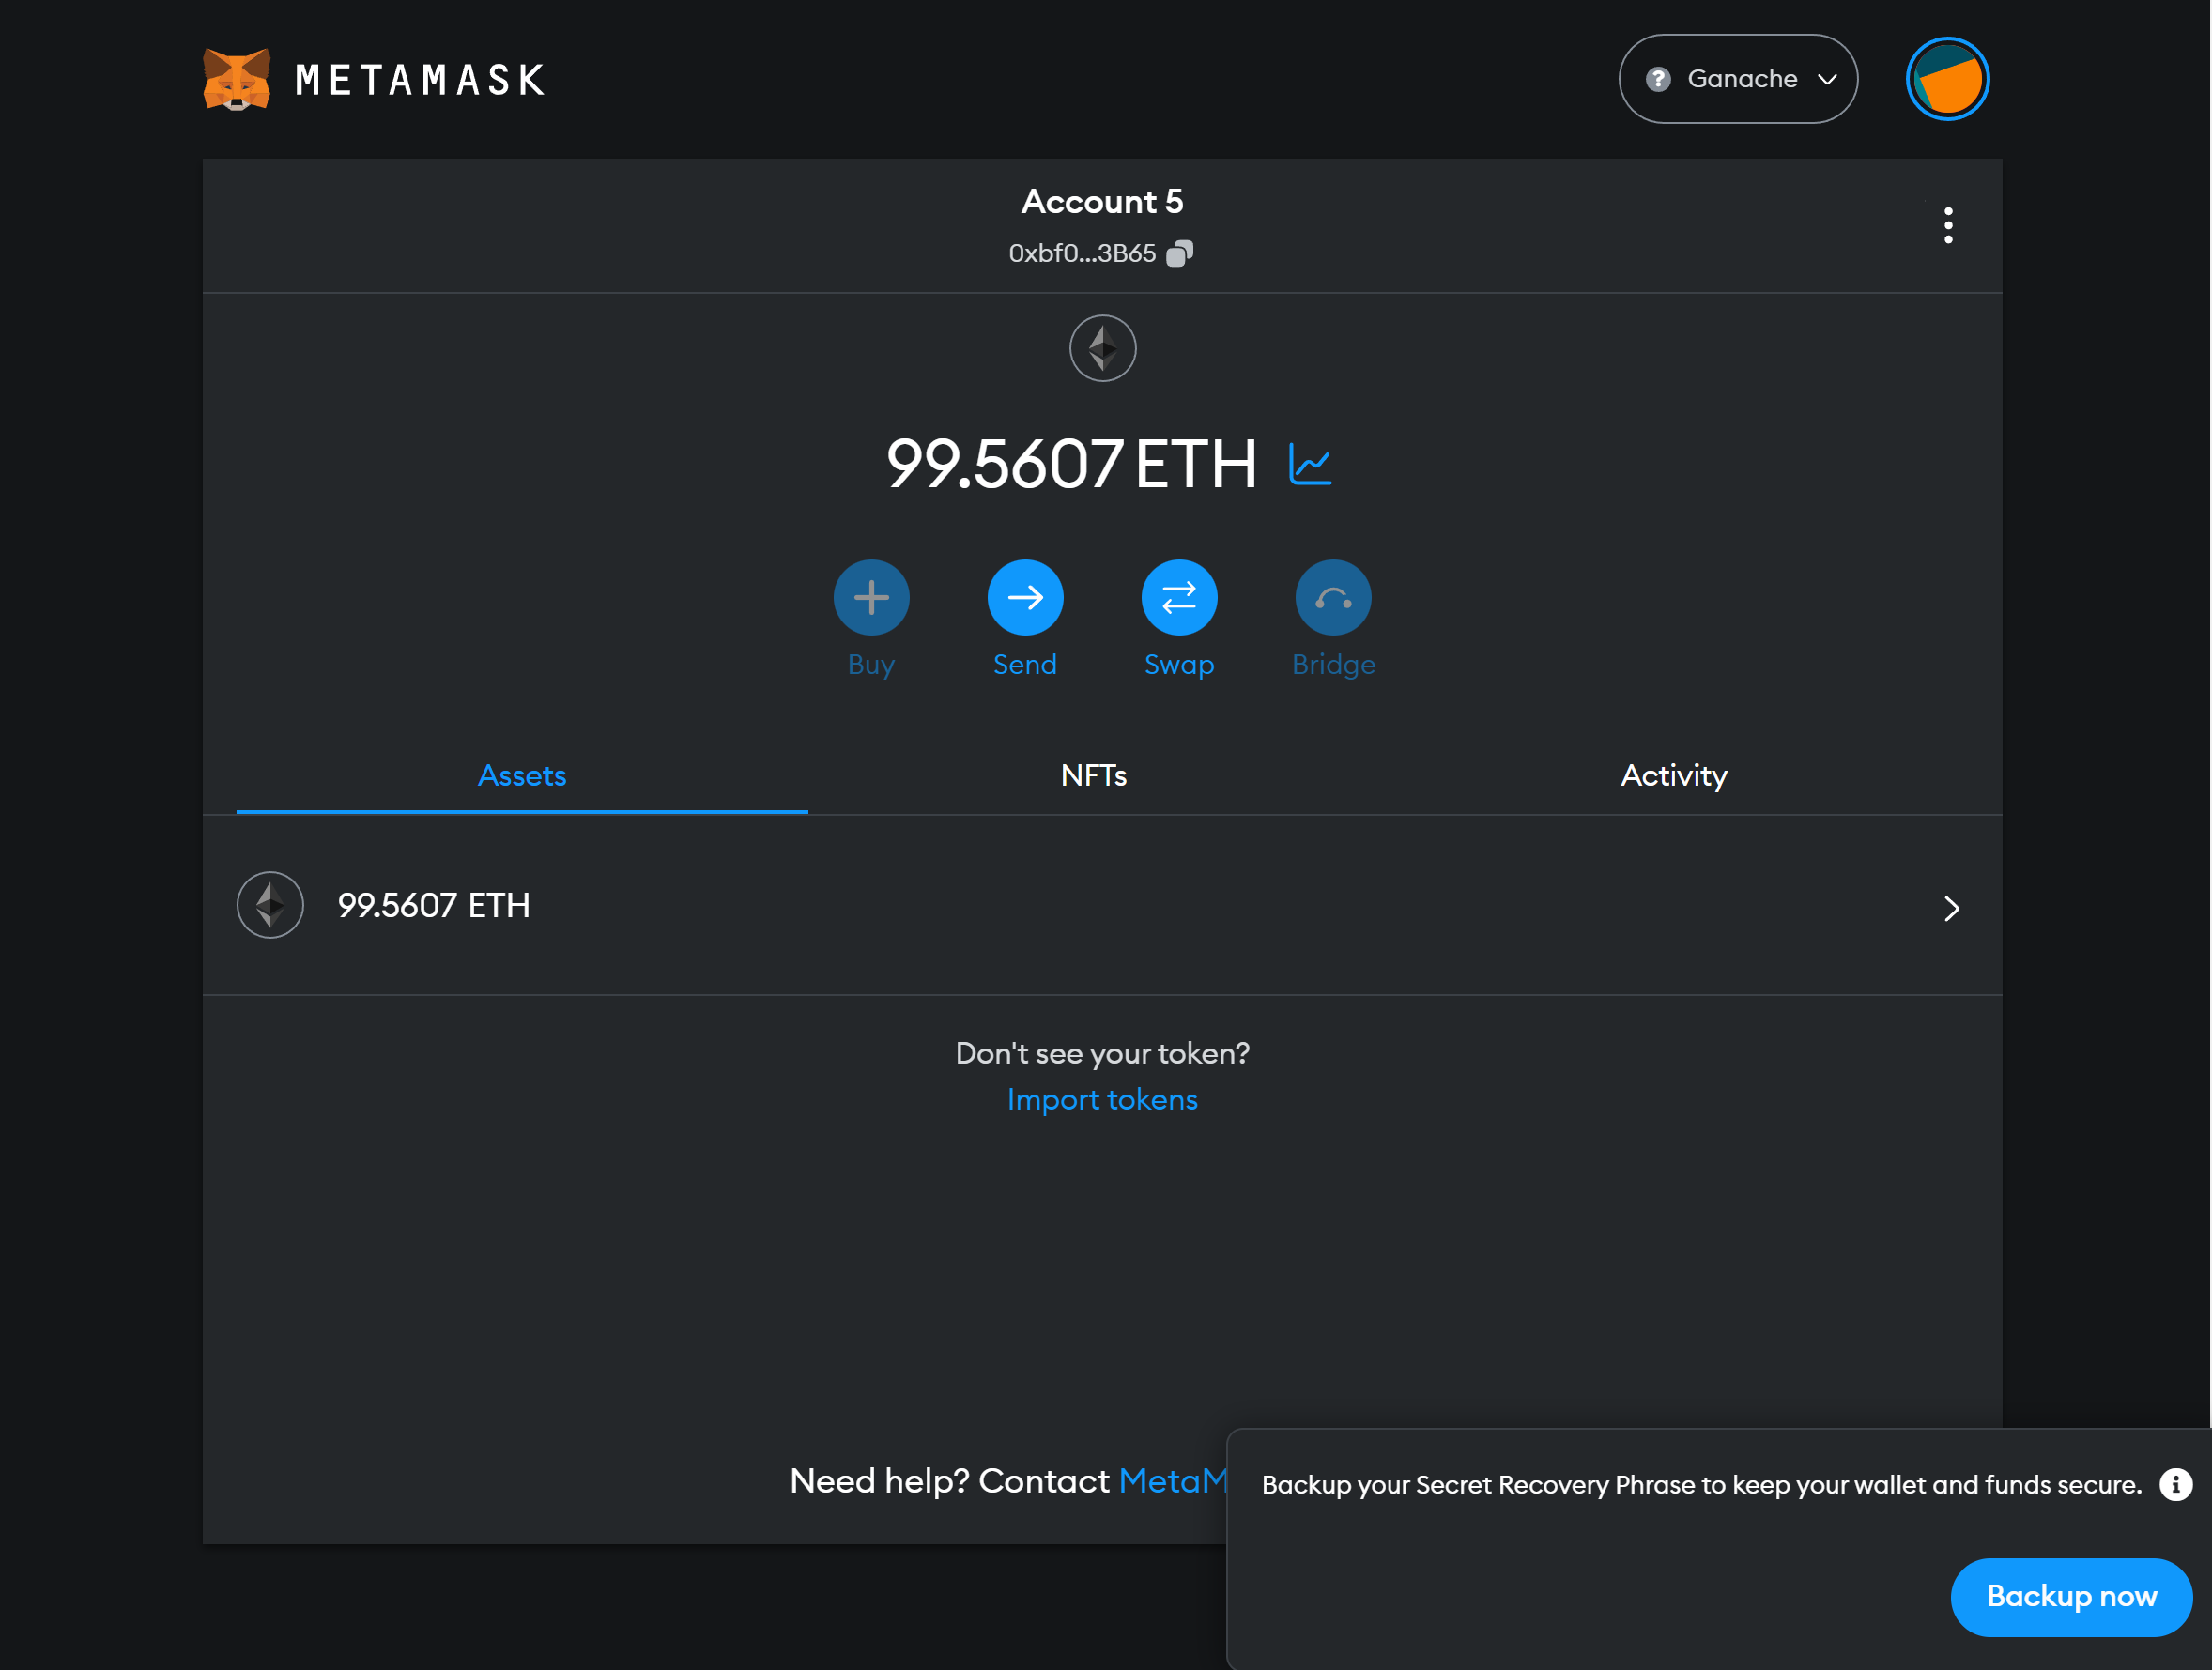 METAMASK
Ganache
Account 5
0xbf0...3B65
99.5607 ETH
Buy
Send
Swap
Bridge
Assets
NFTs
Activity
99.5607 ETH
Don't see your token?
Import tokens
Need help? Contact MetaM
Backup your Secret Recovery Phrase to keep your wallet and funds secure.
Backup now